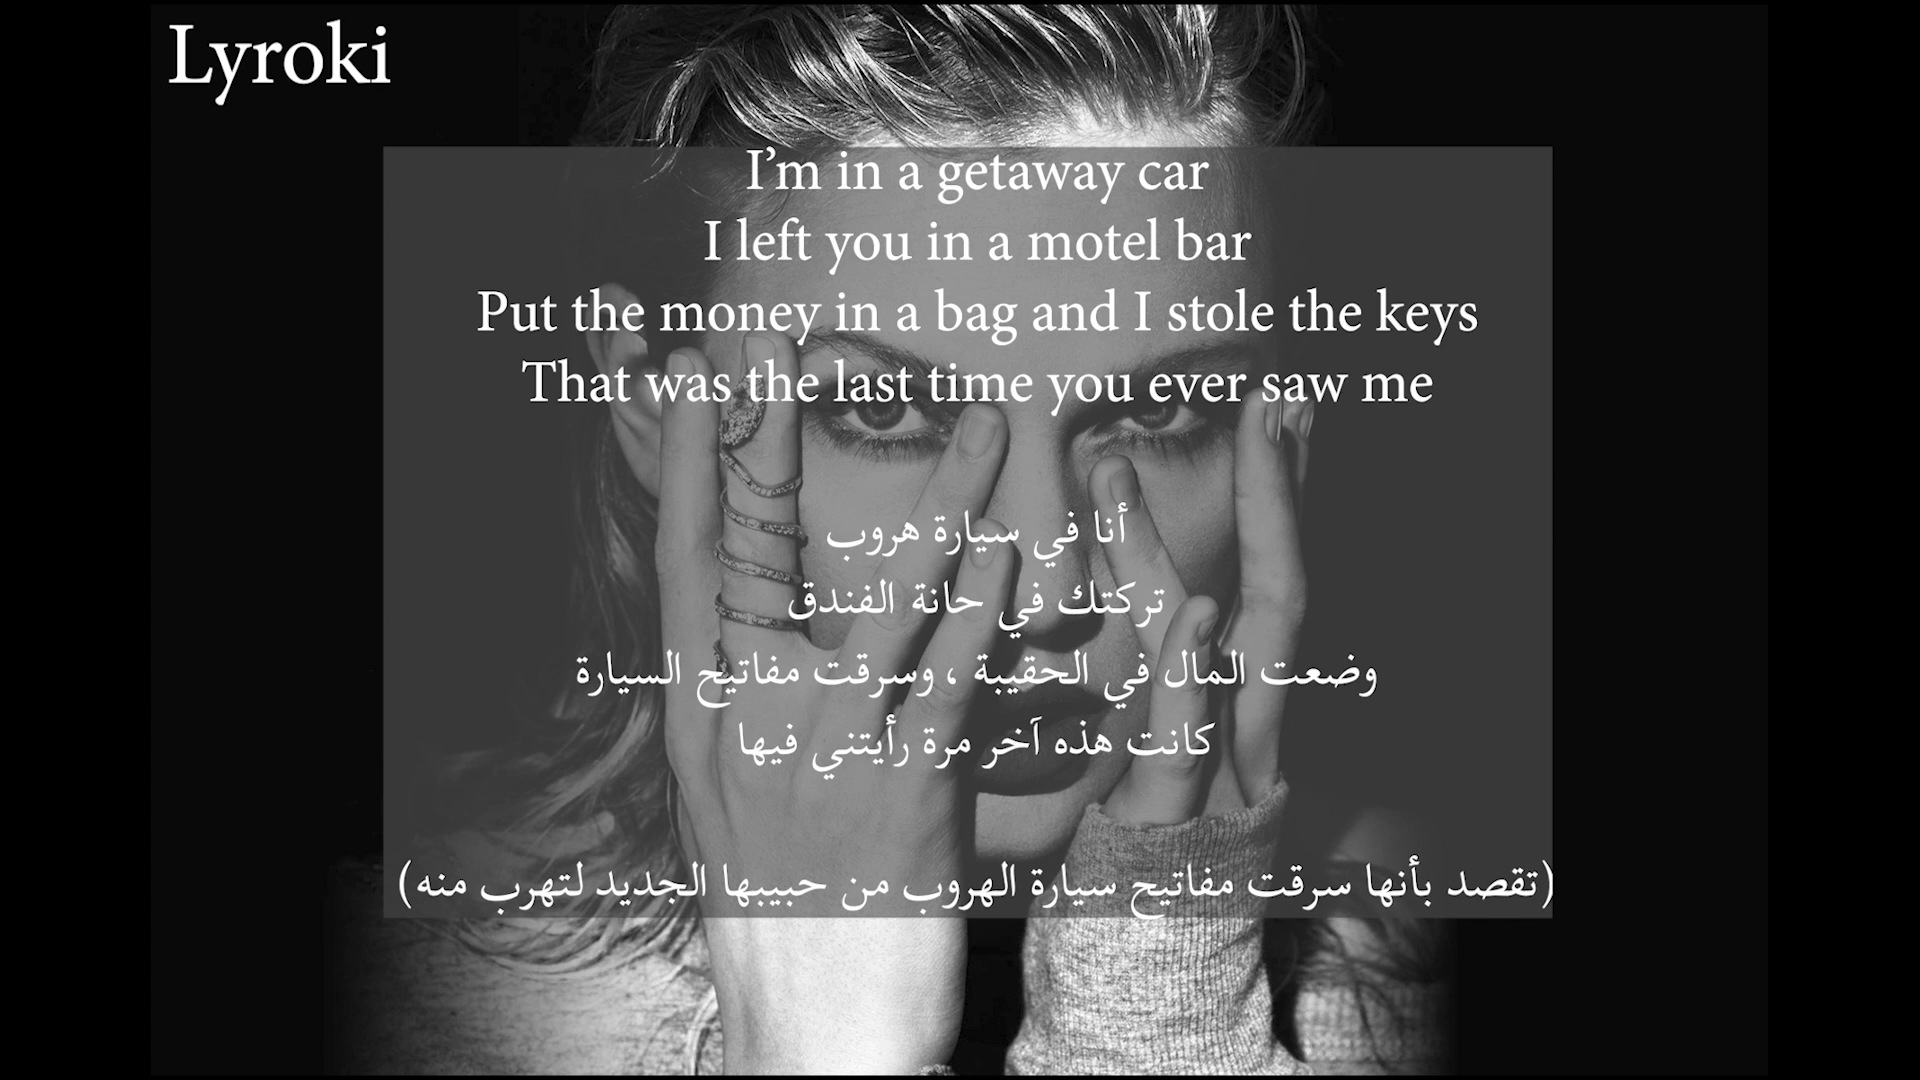 Lyroki
I’m in a getaway car
I left you in a motel bar
Put the money in a bag and I stole the keys
That was the last time you ever saw me
أنا في سيارة هروب
تركتك في حانة الفندق
وضعت المال في الحقيبة ، وسرقت مفاتيح السيارة
كانت هذه آخر مرة رأيتني فيها
(تقصد بأنها سرقت مفاتيح سيارة الهروب من حبيبها الجديد لتهرب منه)